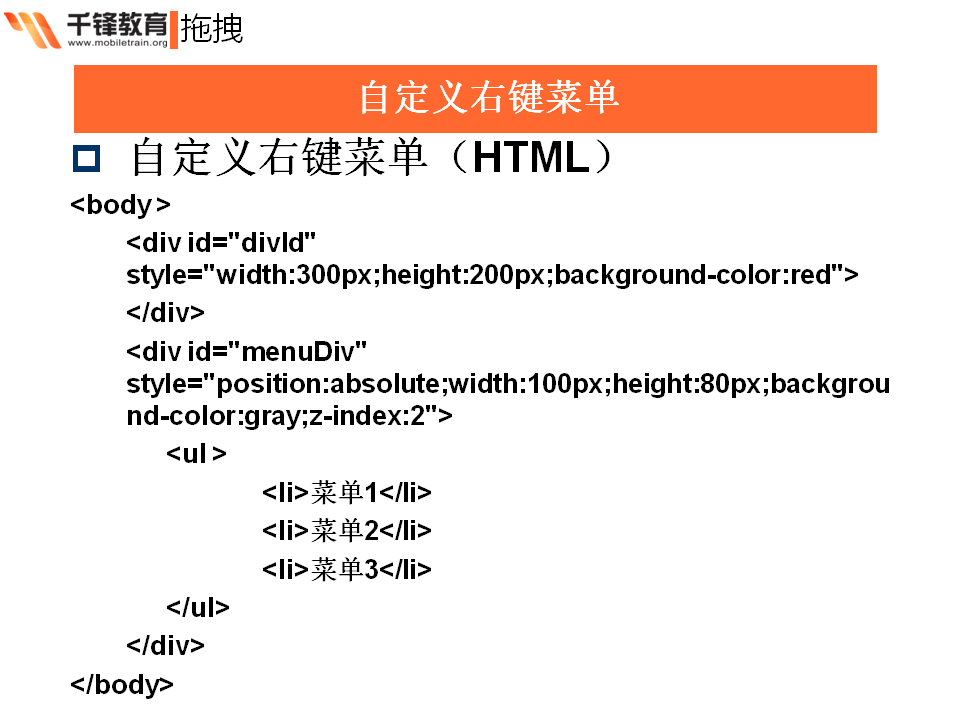 千锋教育 拖拽
www.mobiletrain.org
自定义右键菜单
自定义右键菜单（HTML）
<body >
<div id="divId"
style="width:300px;height:200px;background-color:red">
</div>
<div id="menuDiv"
style="position:absolute;width:100px;height:80px;backgrou
nd-color:gray;z-index:2">
<ul >
<li>菜单1</li>
<li>菜单2</li>
<li>菜单3</li>
</ul>
</div>
</body>